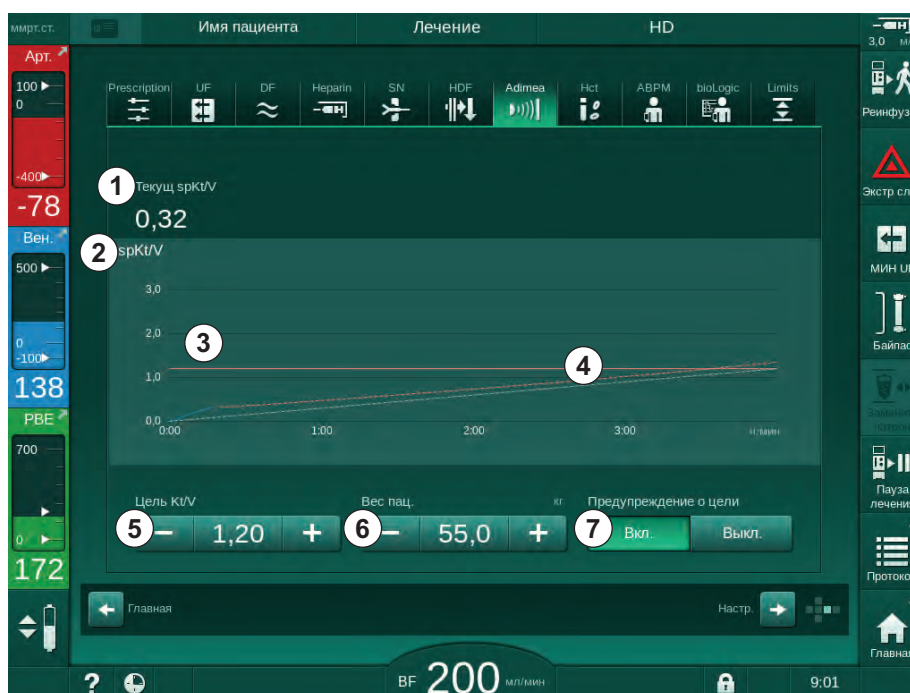 ммрт.ст.
Имя пациента
Лечение
HD
3,0
Арт.
100
0
-400
-78
Вен.
500
0
-100
138
PBE
700
0
172
Prescription
UF
DF
Heparin
SN
HDF
Adimea
Hct
ABPM
bioLogic
Limits
1
Текущ spKt/V
0,32
2
spKt/V
3,0
2,0
3
1,0
4
0,0
0:00
1:00
2:00
3:00
Цель Kt/V
Вес пац.
кг
Предупреждение о цели
5
− 1,20 +
6
− 55,0 +
7
Вкл.
Выкл.
Главная
Настр.
BF 200 мл/мин
?
9:01
Реинфуз
Экстр сл
МИН UF
Байпас
Пауза
лечения
Протоко
Главная